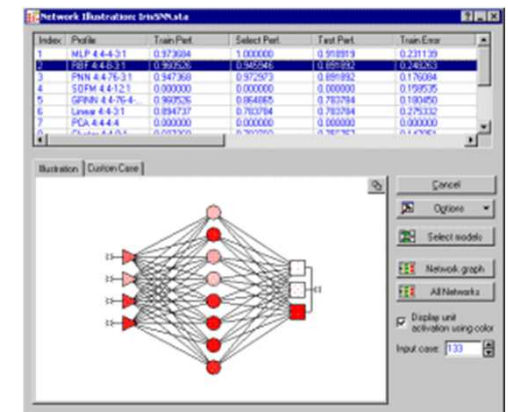 Network Illustration: IrisSNN.sta
Index Profile Train Perf. Select Perf. Test Perf. Train Error
1 MLP 4:4-4-3:1 0.973684 1.000000 0.918919 0.231139
2 RBF 4:4-8-3:1 0.960526 0.945946 0.891892 0.248263
3 PNN 4:4-76-3:1 0.947368 0.972973 0.891892 0.176084
4 SOFM 4:4-12:1 0.000000 0.000000 0.000000 0.159535
5 GRNN 4:4-76-4-... 0.960526 0.864865 0.783784 0.180450
6 Linear 4:4-3:1 0.894737 0.783784 0.783784 0.275332
7 PCA 4:4-4:4 0.000000 0.000000 0.000000 0.000000
Illustration Custom Case
Cancel
Options
Select models
Network graph
All Networks
Display unit
activation using color
Input case: 133